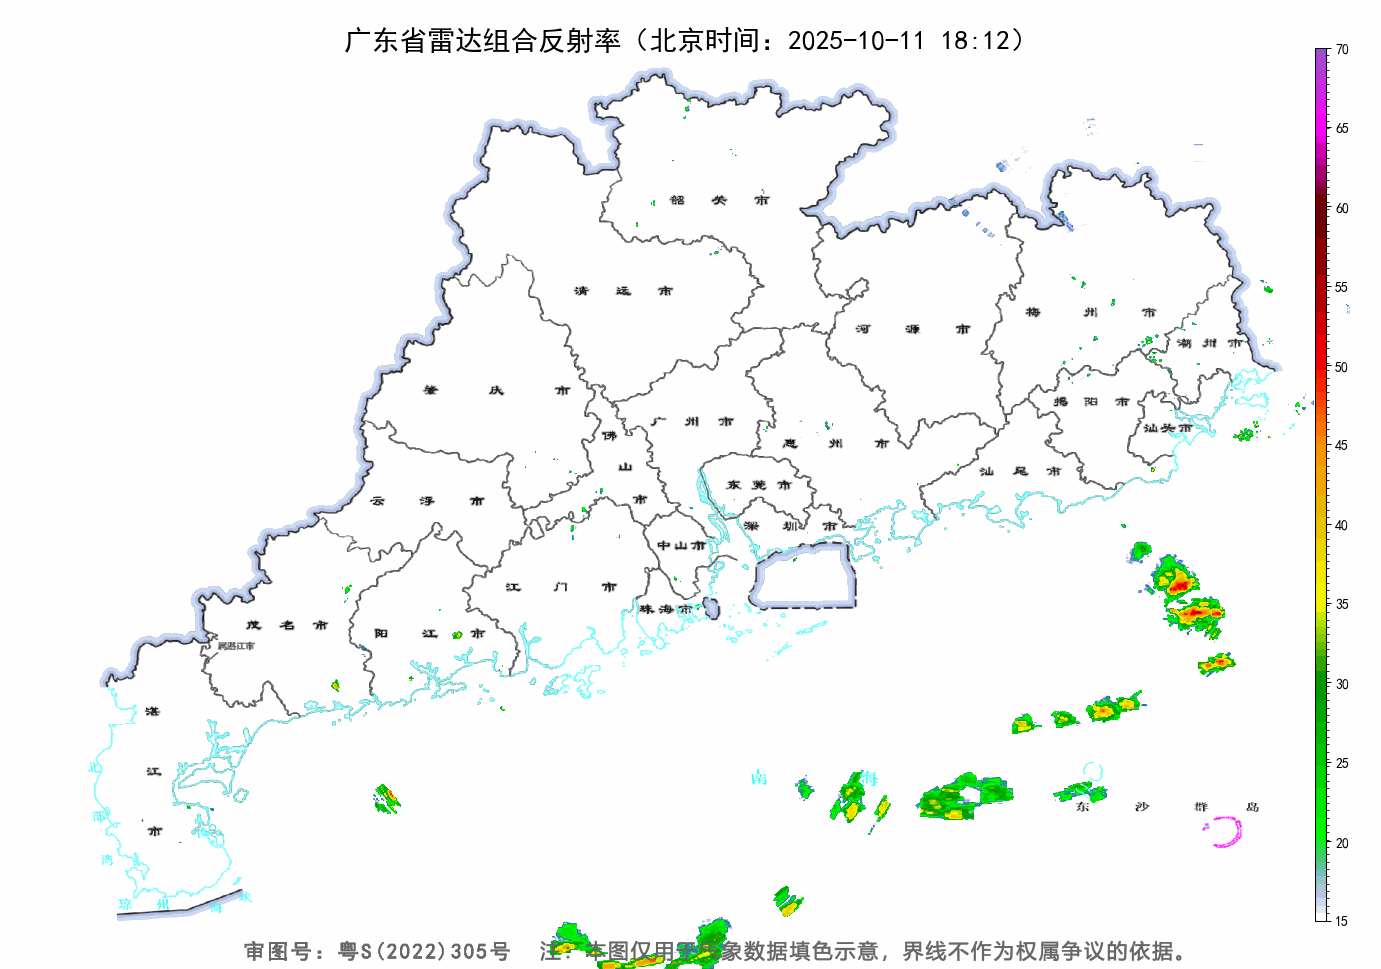 广东省雷达组合反射率（北京时间：2025-10-11 18:12）
70
65
60
55
50
45
40
35
30
25
20
15
韶关市
清远市
河源市
梅州市
潮州市
肇庆市
广州市
佛山市
惠州市
揭阳市
汕头市
汕尾市
云浮市
东莞市
深圳市
中山市
江门市
珠海市
茂名市
阳江市
属湛江市
湛江市
北部湾
南海
东沙群岛
琼州海峡
审图号：粤S(2022)305号 注：本图仅用于气象数据填色示意，界线不作为权属争议的依据。